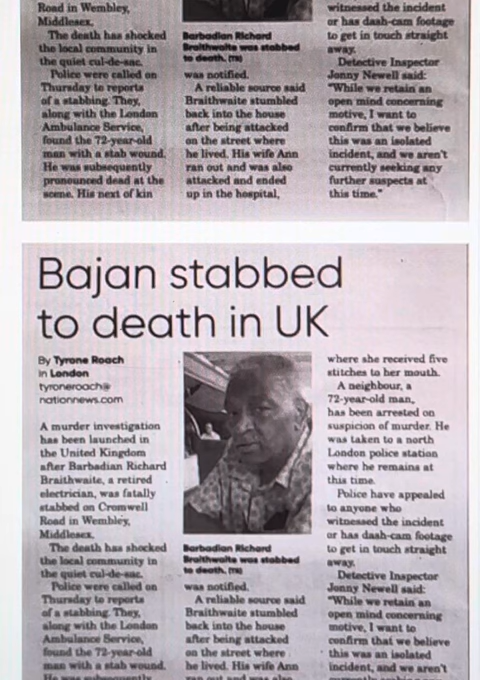 Road in Wembley,
Middlesex.
The death has shocked
the local community in
the quiet cul-de-sac.
Police were called on
Thursday to reports
of a stabbing. They,
along with the London
Ambulance Service,
found the 72-year-old
man with a stab wound.
He was subsequently
pronounced dead at the
scene. His next of kin
Barbadian Richard
Braithwaite was stabbed
to death. (TR)
was notified.
A reliable source said
Braithwaite stumbled
back into the house
after being attacked
on the street where
he lived. His wife Ann
ran out and was also
attacked and ended
up in the hospital,
witnessed the incident
or has dash-cam footage
to get in touch straight
away.
Detective Inspector
Jonny Newell said:
"While we retain an
open mind concerning
motive, I want to
confirm that we believe
this was an isolated
incident, and we aren't
currently seeking any
further suspects at
this time."
Bajan stabbed
to death in UK
By Tyrone Roach
in London
tyroneroach@
nationnews.com
A murder investigation
has been launched in
the United Kingdom
after Barbadian Richard
Braithwaite, a retired
electrician, was fatally
stabbed on Cromwell
Road in Wembley,
Middlesex.
The death has shocked
the local community in
the quiet cul-de-sac.
Police were called on
Thursday to reports
of a stabbing. They,
along with the London
Ambulance Service,
found the 72-year-old
man with a stab wound.
He was subsequently
Barbadian Richard
Braithwaite was stabbed
to death. (TR)
was notified.
A reliable source said
Braithwaite stumbled
back into the house
after being attacked
on the street where
he lived. His wife Ann
ran out and was also
where she received five
stitches to her mouth.
A neighbour, a
72-year-old man,
has been arrested on
suspicion of murder. He
was taken to a north
London police station
where he remains at
this time.
Police have appealed
to anyone who
witnessed the incident
or has dash-cam footage
to get in touch straight
away.
Detective Inspector
Jonny Newell said:
"While we retain an
open mind concerning
motive, I want to
confirm that we believe
this was an isolated
incident, and we aren't
currently seeking any